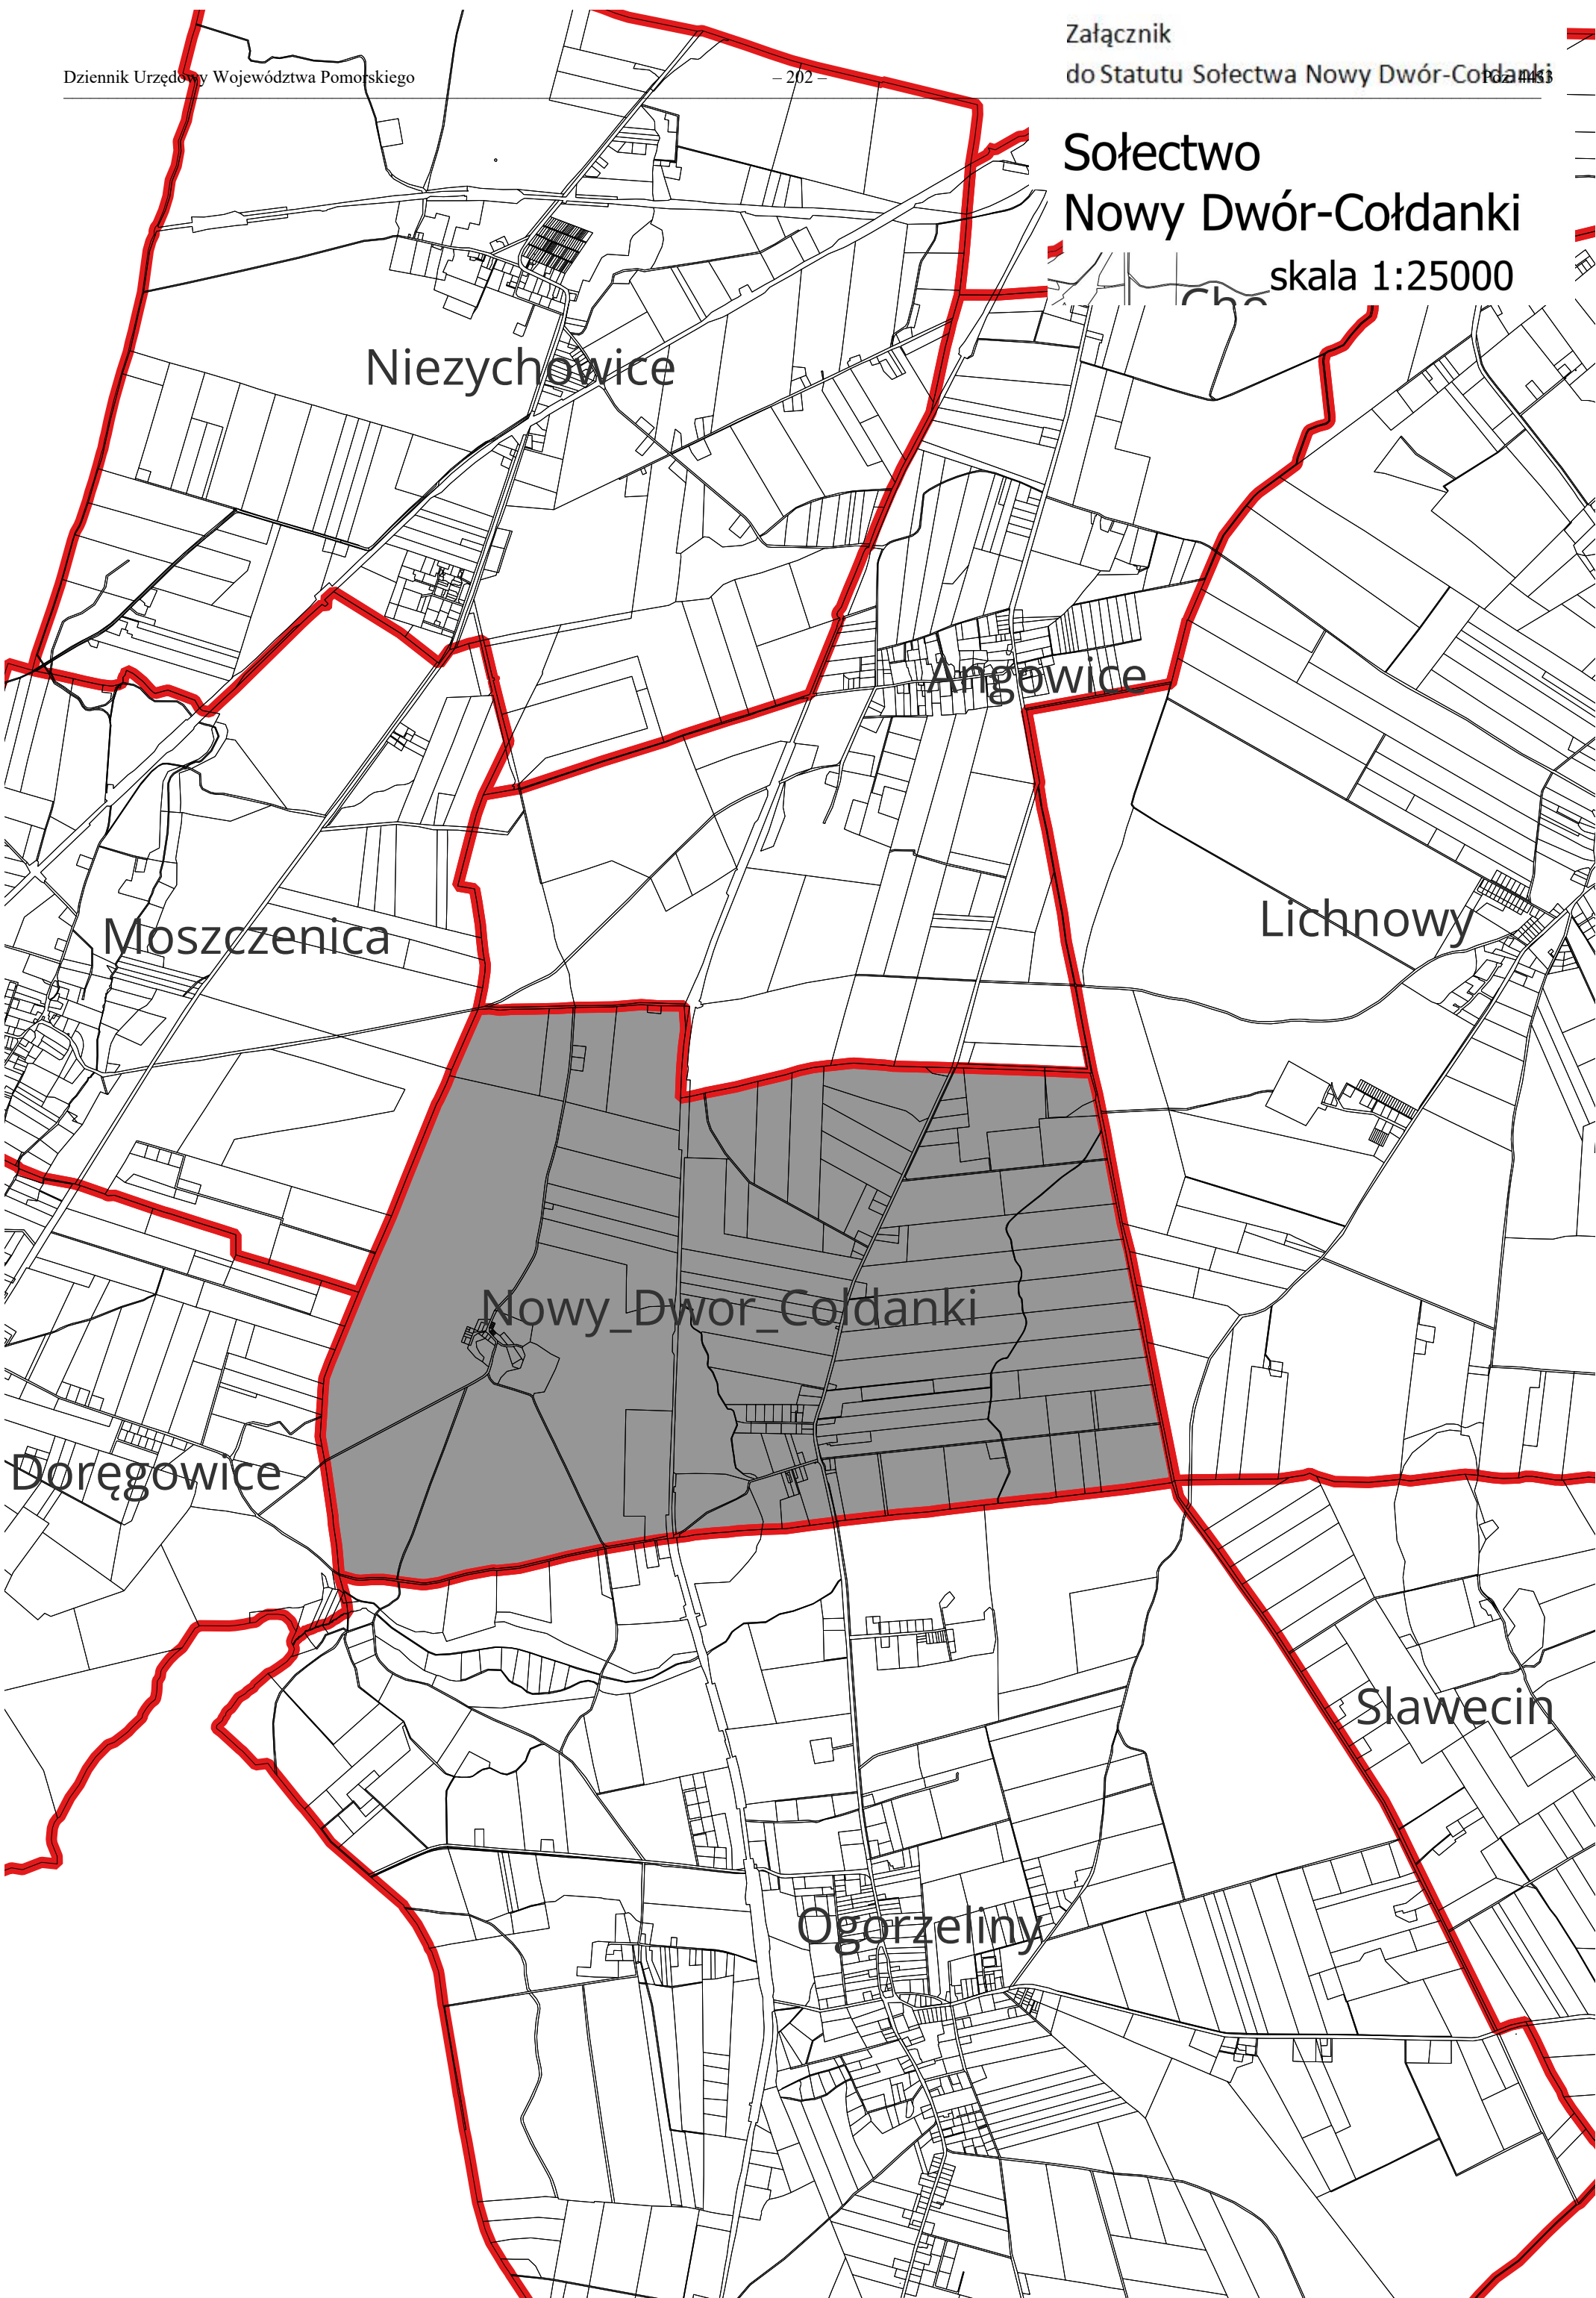 Załącznik
Dziennik Urzędowy Województwa Pomorskiego
– 202 –
do Statutu Sołectwa Nowy Dwór-Cołdanki
Sołectwo
Nowy Dwór-Cołdanki
skala 1:25000
Niezychowice
Angowice
Lichnowy
Moszczenica
Nowy_Dwor_Coldanki
Doręgowice
Slawecin
Ogorzeliny